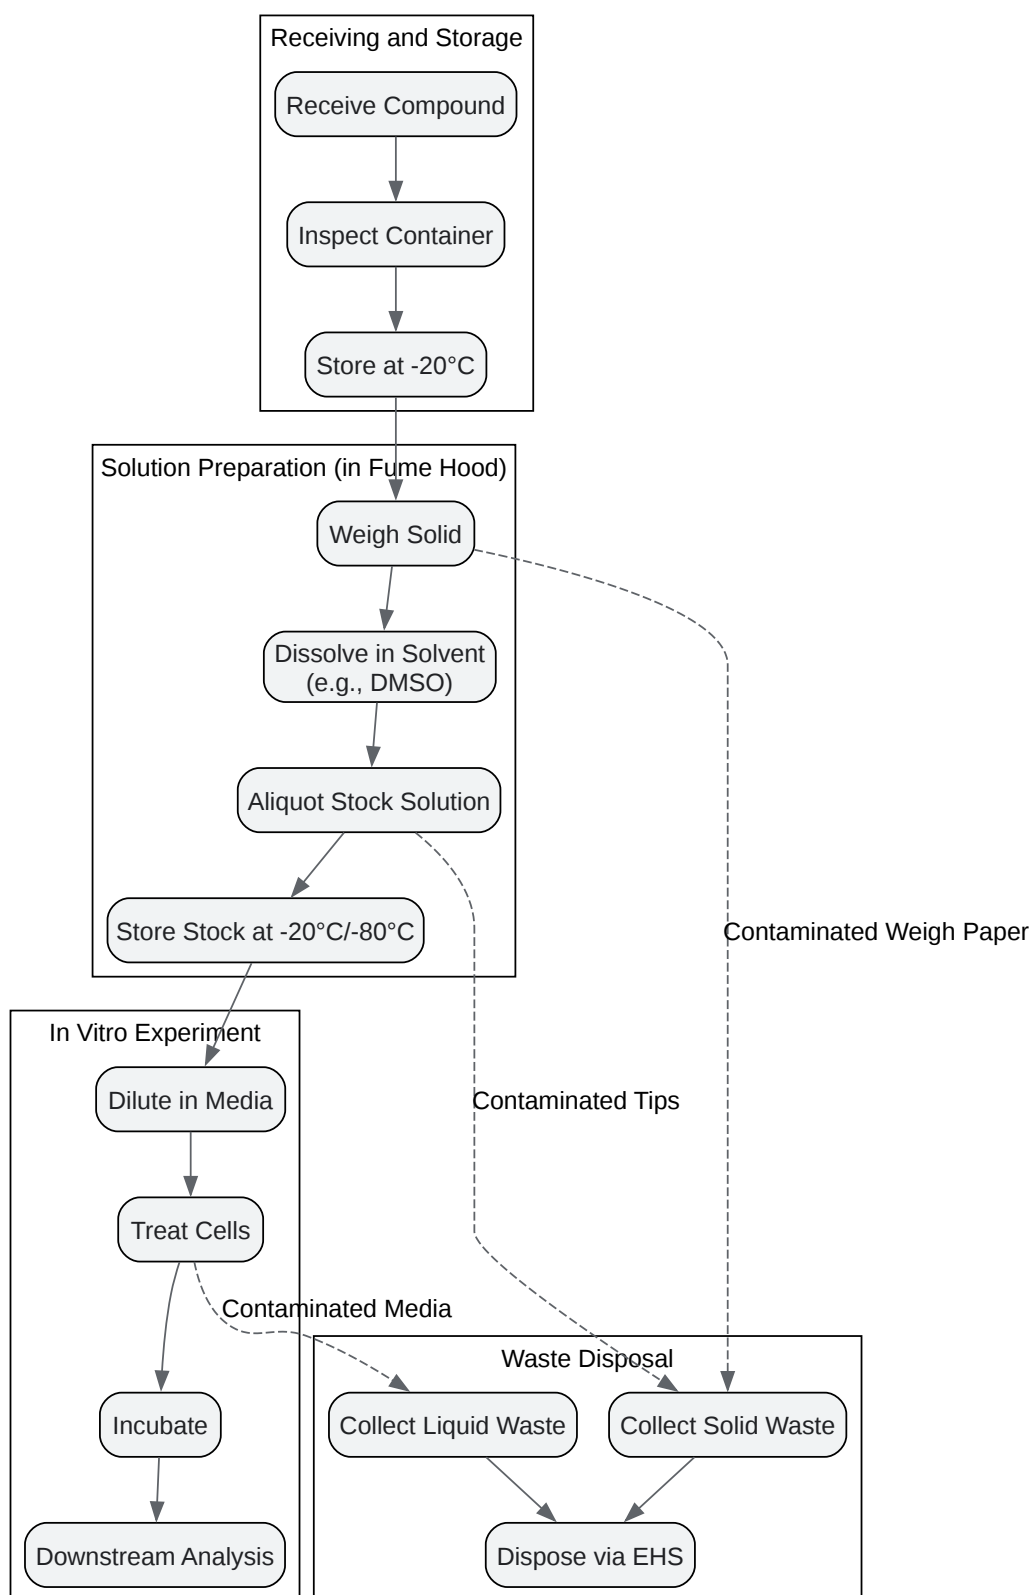 Receiving and Storage
Receive Compound
Inspect Container
Store at -20°C
Solution Preparation (in Fume Hood)
Weigh Solid
Dissolve in Solvent
(e.g., DMSO)
Aliquot Stock Solution
Store Stock at -20°C/-80°C
Contaminated Weigh Paper
In Vitro Experiment
Dilute in Media
Contaminated Tips
Treat Cells
Contaminated Media
Waste Disposal
Incubate
Collect Liquid Waste
Collect Solid Waste
Downstream Analysis
Dispose via EHS